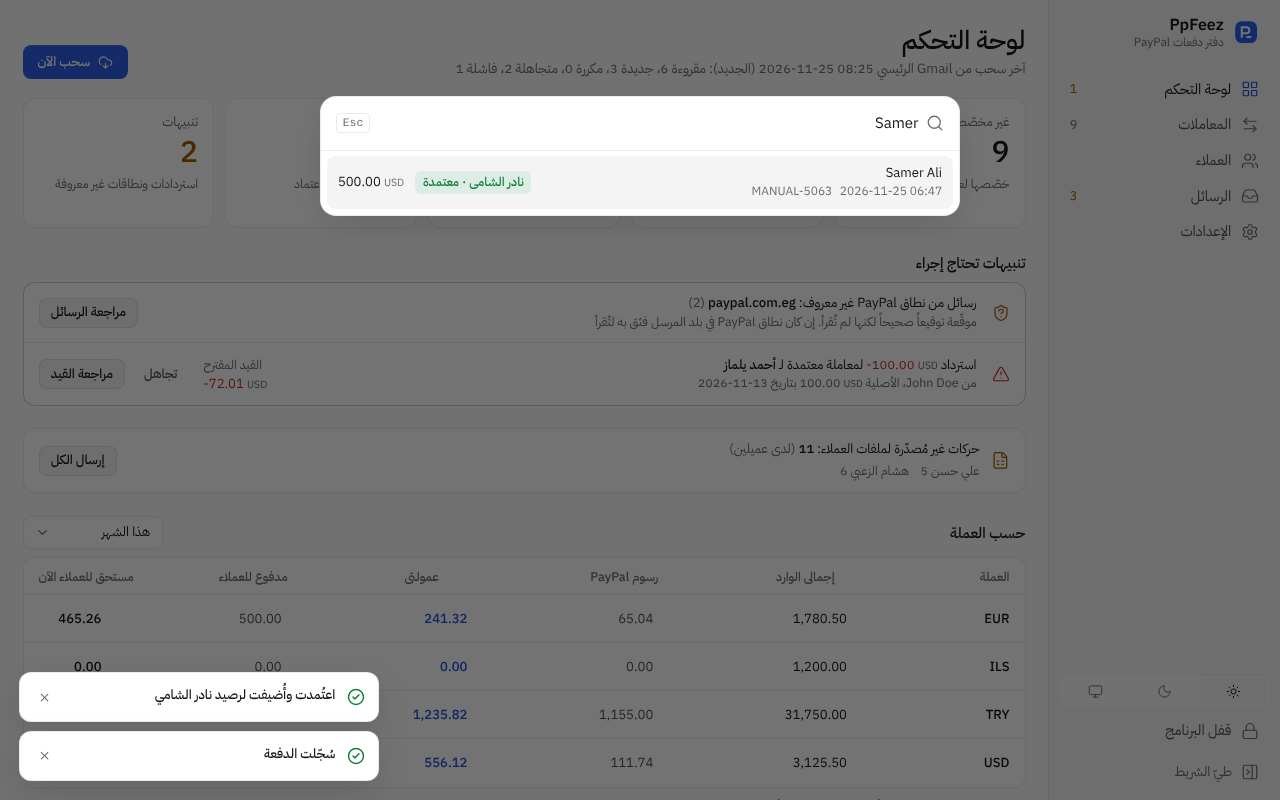 PpFeez
دفتر دفعات PayPal
لوحة التحكم 1
المعاملات 9
العملاء
الرسائل 3
الإعدادات
قفل البرنامج
طيّ الشريط
لوحة التحكم
آخر سحب من Gmail الرئيسي 08:25 25-11-2026 (الجديد): مقروءة 6، جديدة 3، مكررة 0، متجاهلة 2، فاشلة 1
سحب الآن
Samer
Esc
Samer Ali
MANUAL-5063 2026-11-25 06:47
نادر الشامي · معتمدة
500.00 USD
9
تنبيهات
2
استردادات ونطاقات غير معروفة
تنبيهات تحتاج إجراء
رسائل من نطاق PayPal غير معروف: paypal.com.eg (2)
موقّعة توقيعاً صحيحاً لكنها لم تُقرأ. إن كان نطاق PayPal في بلد المرسل فثق به لتُقرأ
مراجعة الرسائل
استرداد -100.00 USD لمعاملة معتمدة لـ أحمد يلماز
من John Doe، الأصلية 100.00 USD بتاريخ 2026-11-13
القيد المقترح
-72.01 USD
تجاهل
مراجعة القيد
حركات غير مُصدّرة لملفات العملاء: 11 (لدى عميلين)
علي حسن 5 هشام الزعبي 6
إرسال الكل
حسب العملة
هذا الشهر
العملة إجمالي الوارد رسوم PayPal عمولتي مدفوع للعملاء مستحق للعملاء الآن
EUR 1,780.50 65.04 241.32 500.00 465.26
ILS 1,200.00 0.00 0.00 0.00 0.00
TRY 31,750.00 1,155.00 1,235.82
USD 3,125.50 111.74 556.12
اعتُمدت وأُضيفت لرصيد نادر الشامي
سُجّلت الدفعة